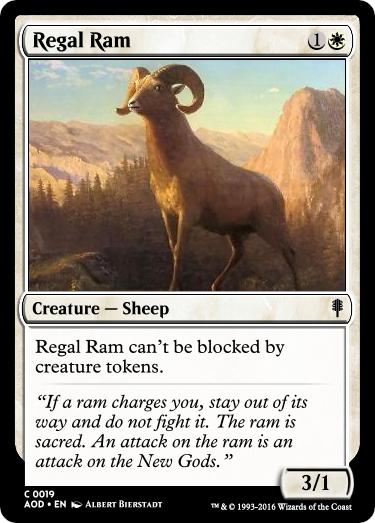 Regal Ram 1
Creature — Sheep
Regal Ram can't be blocked by
creature tokens.
“If a ram charges you, stay out of its
way and do not fight it. The ram is
sacred. An attack on the ram is an
attack on the New Gods.”
3/1
C 0019
AOD • EN Albert Bierstadt
™ & © 1993-2016 Wizards of the Coast